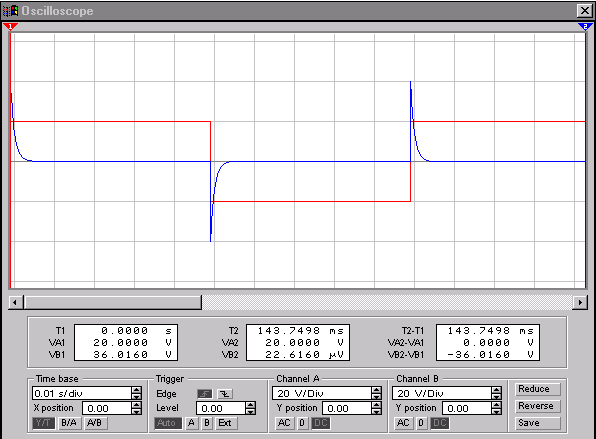 Oscilloscope
1 2
T1 0.0000 s T2 143.7498 ms T2-T1 143.7498 ms
VA1 20.0000 V VA2 20.0000 V VA2-VA1 0.0000 V
VB1 36.0160 V VB2 22.6160 µV VB2-VB1 -36.0160 V
Time base Trigger Channel A Channel B
0.01 s/div Edge 20 V/Div 20 V/Div Reduce
X position 0.00 Level 0.00 Y position 0.00 Y position 0.00 Reverse
Y/T B/A A/B Auto A B Ext AC 0 DC AC 0 DC Save